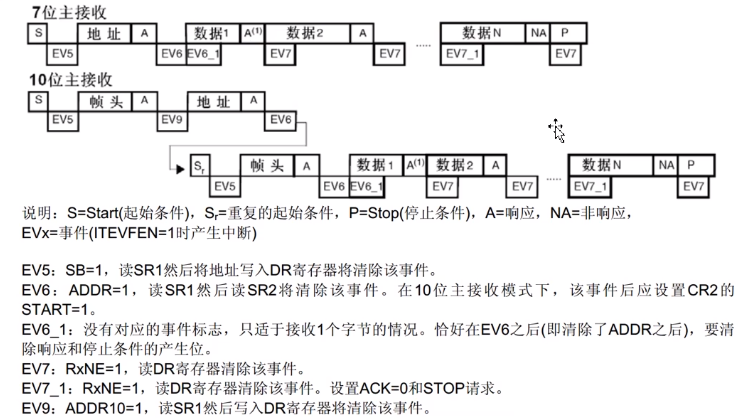 7位主接收
S 地址 A 数据1 A(1) 数据2 A ..... 数据N NA P
EV5 EV6 EV6_1 EV7 EV7 EV7_1 EV7
10位主接收
S 帧头 A 地址 A
EV5 EV9 EV6
Sr 帧头 A 数据1 A(1) 数据2 A ..... 数据N NA P
EV5 EV6 EV6_1 EV7 EV7 EV7_1 EV7
说明：S=Start(起始条件)，Sr=重复的起始条件，P=Stop(停止条件)，A=响应，NA=非响应，
EVx=事件(ITEVFEN=1时产生中断)
EV5：SB=1，读SR1然后将地址写入DR寄存器将清除该事件。
EV6：ADDR=1，读SR1然后读SR2将清除该事件。在10位主接收模式下，该事件后应设置CR2的
START=1。
EV6_1：没有对应的事件标志，只适于接收1个字节的情况。恰好在EV6之后(即清除了ADDR之后)，要清
除响应和停止条件的产生位。
EV7：RxNE=1，读DR寄存器清除该事件。
EV7_1：RxNE=1，读DR寄存器清除该事件。设置ACK=0和STOP请求。
EV9：ADDR10=1，读SR1然后写入DR寄存器将清除该事件。